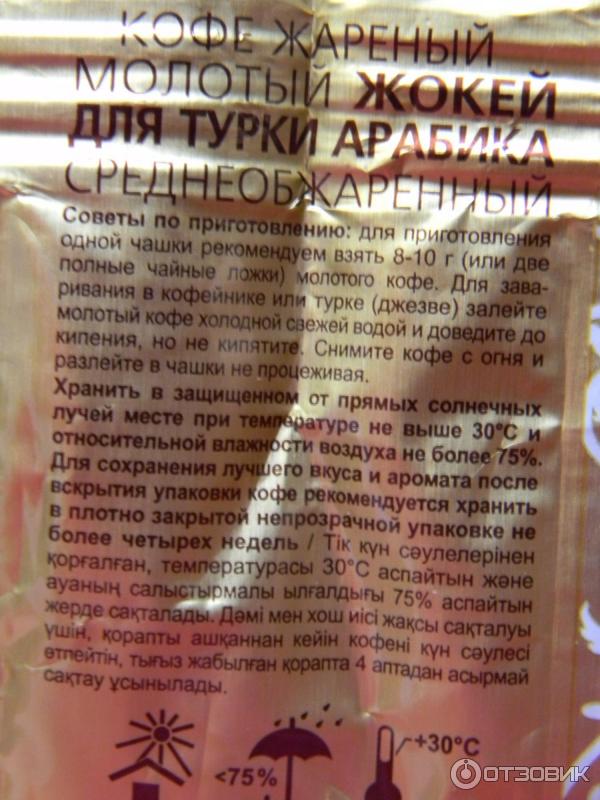 КОФЕ ЖАРЕНЫЙ
МОЛОТЫЙ ЖОКЕЙ
ДЛЯ ТУРКИ АРАБИКА
СРЕДНЕОБЖАРЕННЫЙ
Советы по приготовлению: для приготовления
одной чашки рекомендуем взять 8-10 г (или две
полные чайные ложки) молотого кофе. Для зава-
ривания в кофейнике или турке (джезве) залейте
молотый кофе холодной свежей водой и доведите до
кипения, но не кипятите. Снимите кофе с огня и
разлейте в чашки не процеживая.
Хранить в защищенном от прямых солнечных
лучей месте при температуре не выше 30°С и
относительной влажности воздуха не более 75%.
Для сохранения лучшего вкуса и аромата после
вскрытия упаковки кофе рекомендуется хранить
в плотно закрытой непрозрачной упаковке не
более четырех недель / Тік күн сәулелерінен
қорғалған, температурасы 30°С аспайтын және
ауаның салыстырмалы ылғалдығы 75% аспайтын
жерде сақталады. Дәмі мен хош иісі жақсы сақталуы
үшін, қорапты ашқаннан кейін кофені күн сәулесі
өтпейтін, тығыз жабылған қорапта 4 аптадан асырмай
сақтау ұсынылады.
<75%
+30°С
ОТЗОВИК